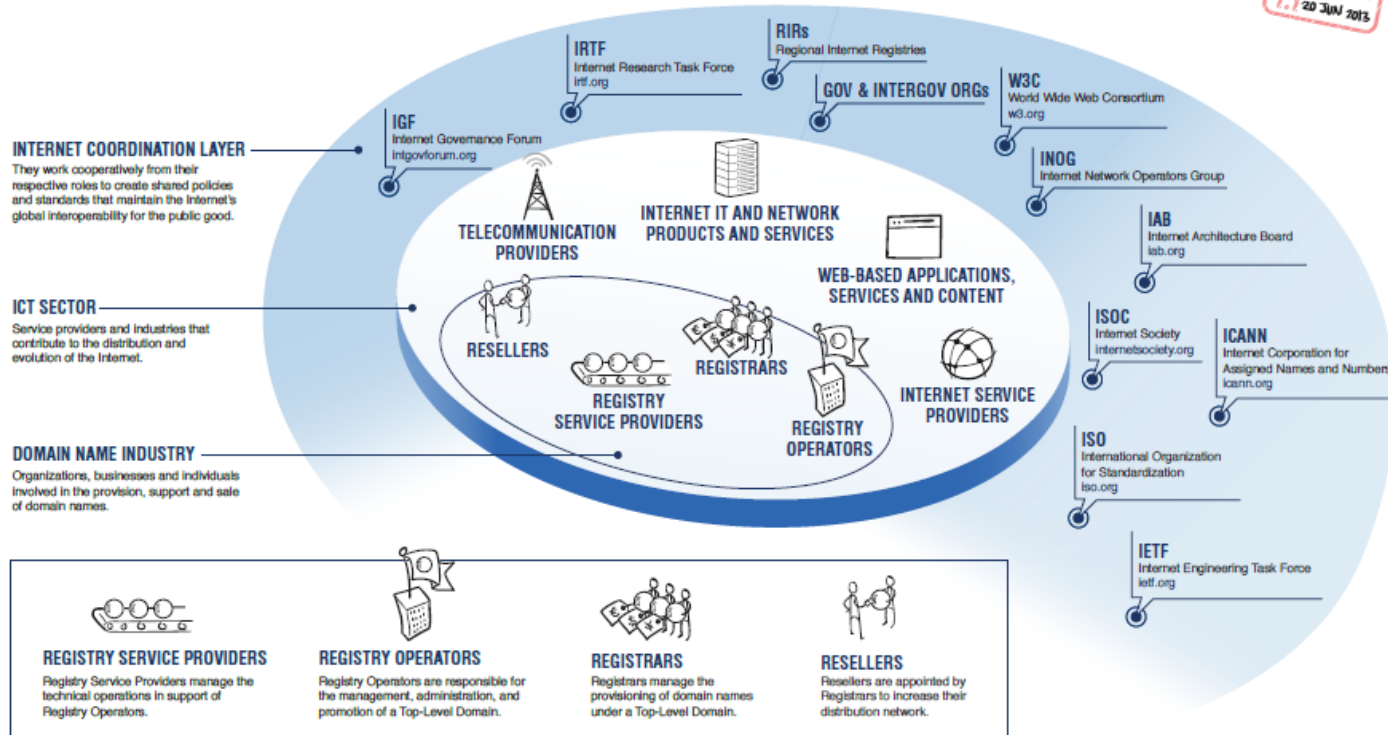 20 JUN 2013
IRTF
Internet Research Task Force
irtf.org
RIRs
Regional Internet Registries
GOV & INTERGOV ORGs
W3C
World Wide Web Consortium
w3.org
IGF
Internet Governance Forum
intgovforum.org
INOG
Internet Network Operators Group
IAB
Internet Architecture Board
iab.org
ISOC
Internet Society
internetsociety.org
ICANN
Internet Corporation for
Assigned Names and Numbers
icann.org
ISO
International Organization
for Standardization
iso.org
IETF
Internet Engineering Task Force
ietf.org
INTERNET COORDINATION LAYER
They work cooperatively from their
respective roles to create shared policies
and standards that maintain the Internet's
global interoperability for the public good.
ICT SECTOR
Service providers and industries that
contribute to the distribution and
evolution of the Internet.
DOMAIN NAME INDUSTRY
Organizations, businesses and individuals
involved in the provision, support and sale
of domain names.
TELECOMMUNICATION
PROVIDERS
INTERNET IT AND NETWORK
PRODUCTS AND SERVICES
WEB-BASED APPLICATIONS,
SERVICES AND CONTENT
RESELLERS
REGISTRARS
REGISTRY
SERVICE PROVIDERS
REGISTRY
OPERATORS
INTERNET SERVICE
PROVIDERS
REGISTRY SERVICE PROVIDERS
Registry Service Providers manage the
technical operations in support of
Registry Operators.
REGISTRY OPERATORS
Registry Operators are responsible for
the management, administration, and
promotion of a Top-Level Domain.
REGISTRARS
Registrars manage the
provisioning of domain names
under a Top-Level Domain.
RESELLERS
Resellers are appointed by
Registrars to increase their
distribution network.